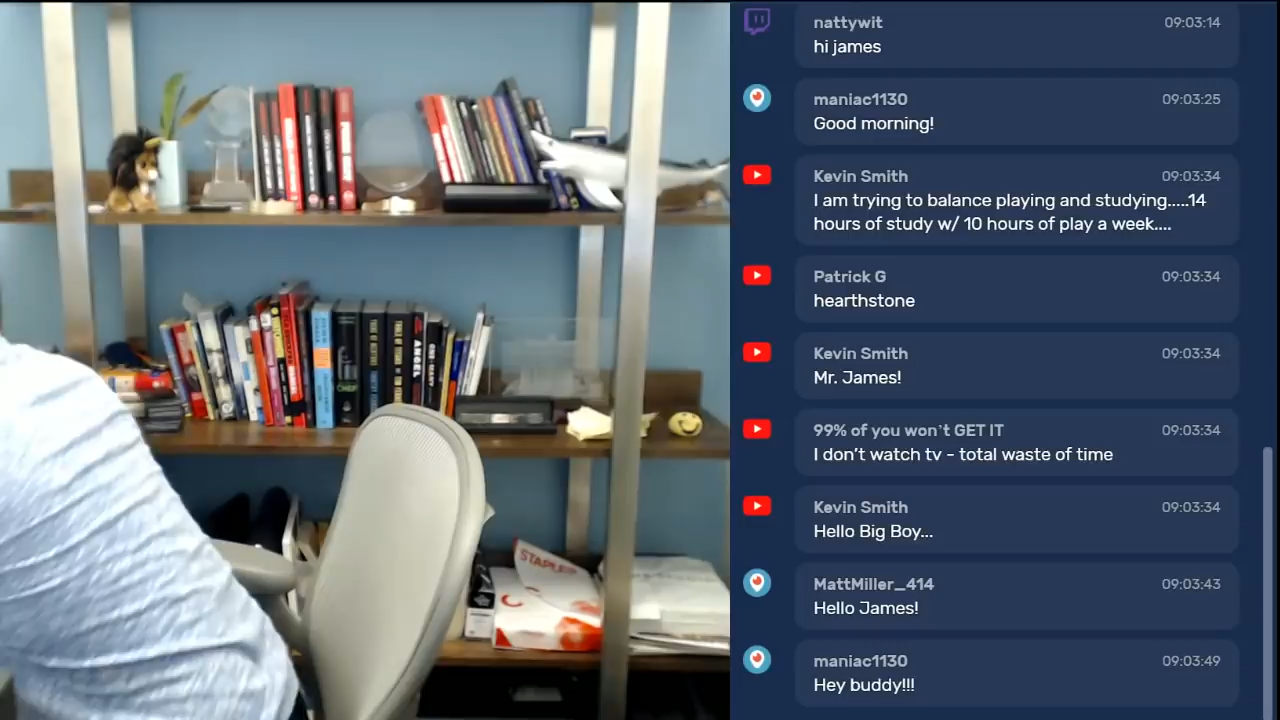 nattywit 09:03:14
hi james
maniac1130 09:03:25
Good morning!
Kevin Smith 09:03:34
I am trying to balance playing and studying.....14
hours of study w/ 10 hours of play a week....
Patrick G 09:03:34
hearthstone
Kevin Smith 09:03:34
Mr. James!
99% of you won't GET IT 09:03:34
I don't watch tv - total waste of time
Kevin Smith 09:03:34
Hello Big Boy...
MattMiller_414 09:03:43
Hello James!
maniac1130 09:03:49
Hey buddy!!!
ANGEL
CHEF
STAPLES